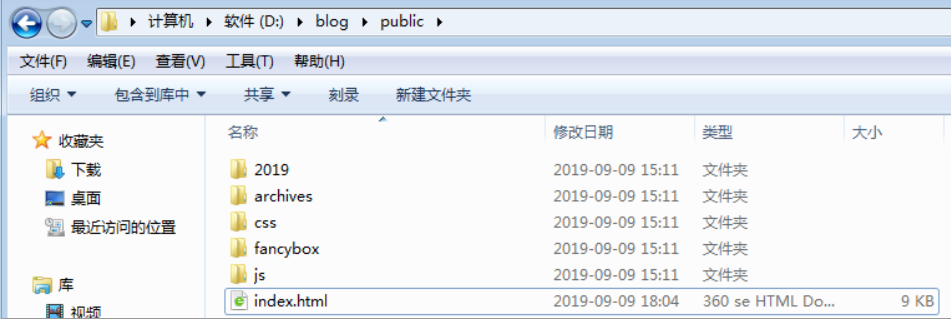 计算机 软件 (D:) blog public
文件(F) 编辑(E) 查看(V) 工具(T) 帮助(H)
组织 包含到库中 共享 刻录 新建文件夹
收藏夹
下载
桌面
最近访问的位置
库
视频
名称 修改日期 类型 大小
2019 2019-09-09 15:11 文件夹
archives 2019-09-09 15:11 文件夹
css 2019-09-09 15:11 文件夹
fancybox 2019-09-09 15:11 文件夹
js 2019-09-09 15:11 文件夹
index.html 2019-09-09 18:04 360 se HTML Do... 9 KB